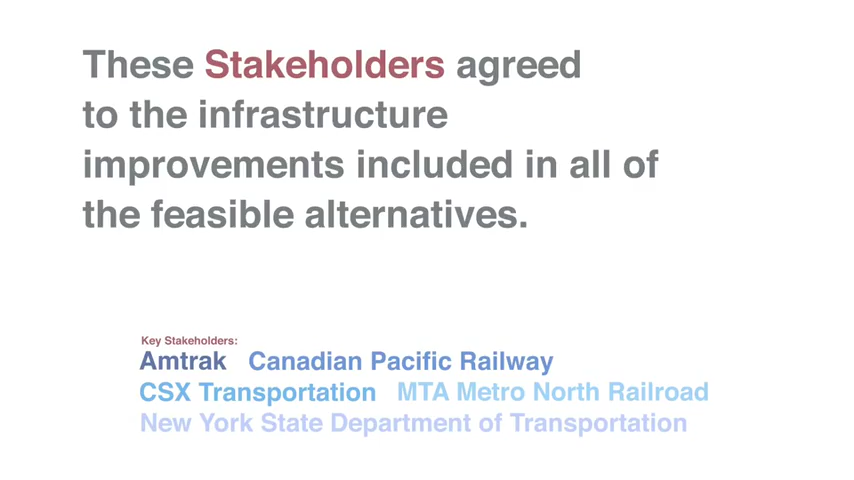 These Stakeholders agreed
to the infrastructure
improvements included in all of
the feasible alternatives.
Key Stakeholders:
Amtrak Canadian Pacific Railway
CSX Transportation MTA Metro North Railroad
New York State Department of Transportation